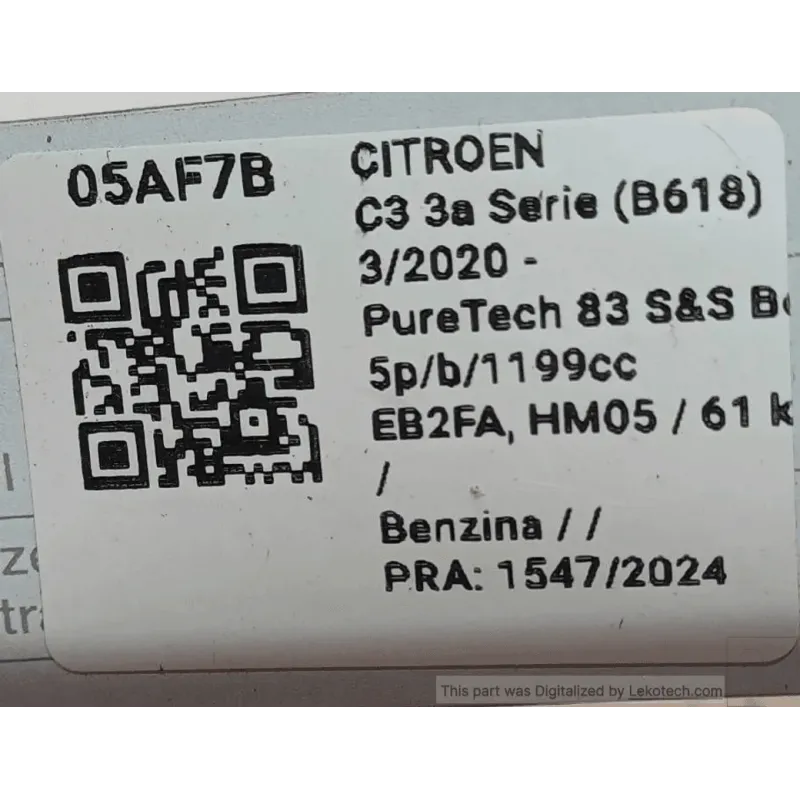 05AF7B
CITROEN
C3 3a Serie (B618)
3/2020 -
PureTech 83 S&S
5p/b/1199cc
EB2FA, HM05 / 61
/
Benzina / /
PRA: 1547/2024
This part was Digitalized by Lekotech.com